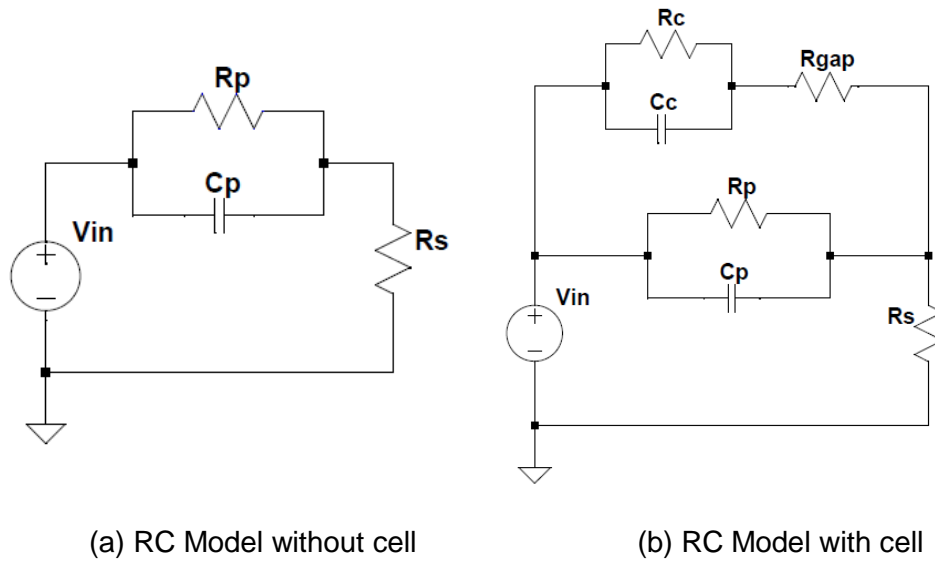 Rp
Cp
Vin
Rs
Rc
Rgap
Cc
Rp
Cp
Vin
Rs
(a) RC Model without cell
(b) RC Model with cell